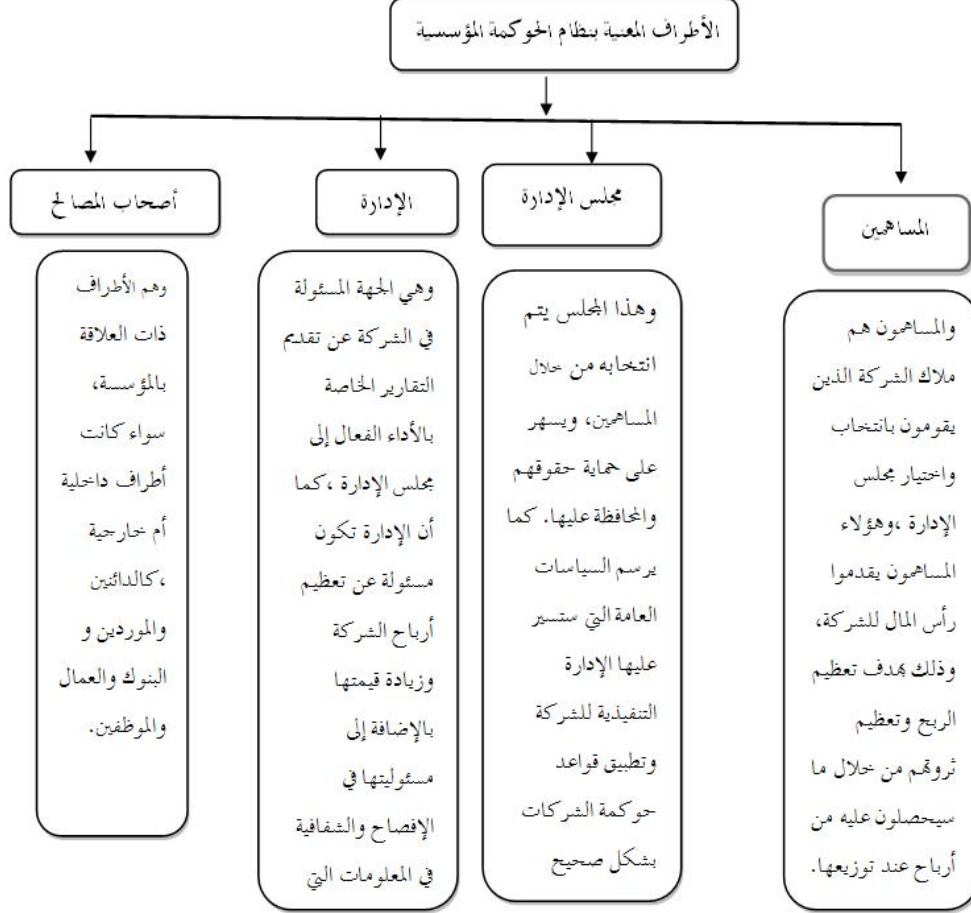 الأطراف المعنية بنظام الحوكمة المؤسسية
المساهمين
والمساهمون هم
ملاك الشركة الذين
يقومون بانتخاب
واختيار مجلس
الإدارة ،وهؤلاء
المساهمون يقدموا
رأس المال للشركة،
وذلك بهدف تعظيم
الربح وتعظيم
ثروتهم من خلال ما
سيحصلون عليه من
أرباح عند توزيعها.
مجلس الإدارة
وهذا المجلس يتم
انتخابه من خلال
المساهمين، ويسهر
على حماية حقوقهم
والمحافظة عليها. كما
يرسم السياسات
العامة التي ستسير
عليها الإدارة
التنفيذية للشركة
وتطبيق قواعد
حوكمة الشركات
بشكل صحيح
الإدارة
وهي الجهة المسئولة
في الشركة عن تقديم
التقارير الخاصة
بالأداء الفعال إلى
مجلس الإدارة ،كما
أن الإدارة تكون
مسئولة عن تعظيم
أرباح الشركة
وزيادة قيمتها
بالإضافة إلى
مسئوليتها في
الإفصاح والشفافية
في المعلومات التي
أصحاب المصالح
وهم الأطراف
ذات العلاقة
بالمؤسسة،
سواء كانت
أطراف داخلية
أم خارجية
،كالدائنين
والموردين و
البنوك والعمال
والموظفين.